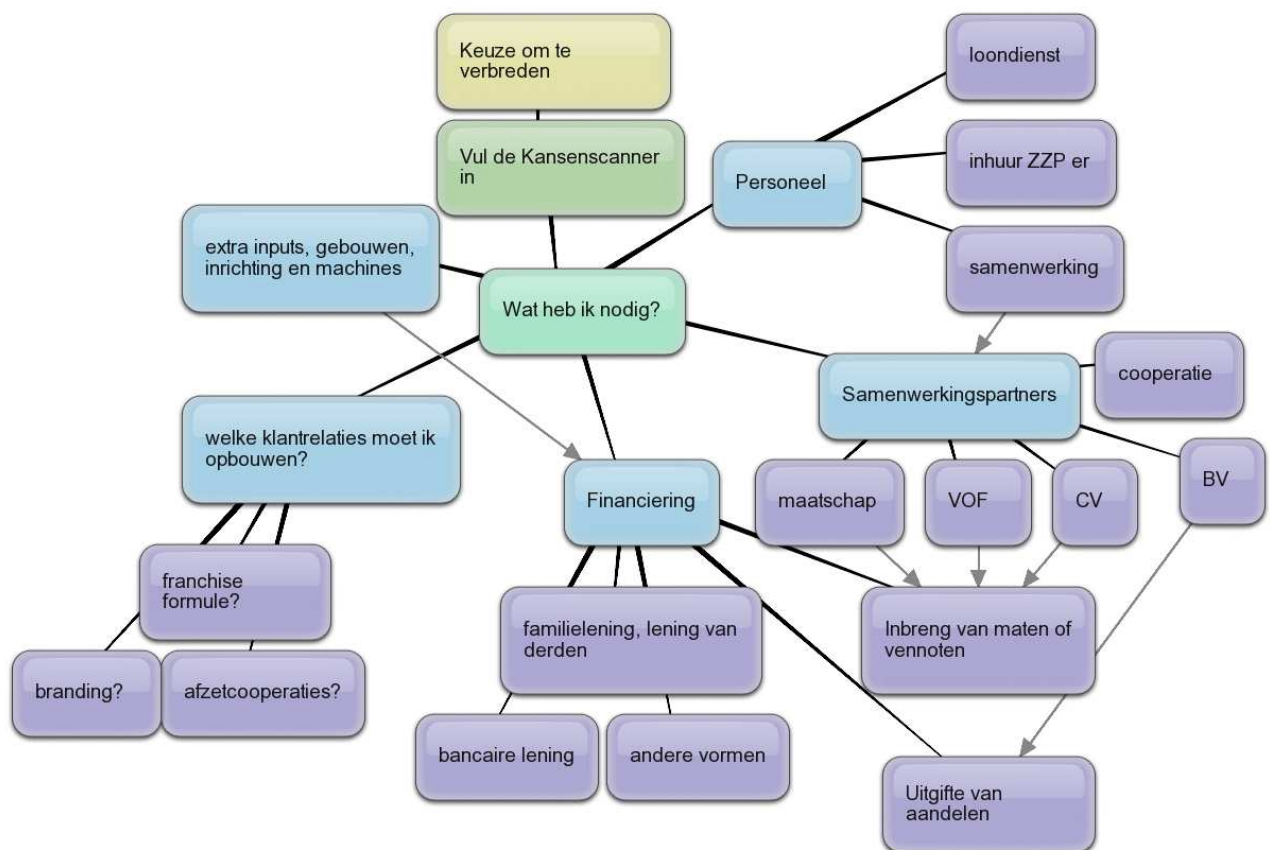 Keuze om te
verbreden
loondienst
Vul de Kansenscanner
in
inhuur ZZP er
Personeel
extra inputs, gebouwen,
inrichting en machines
samenwerking
Wat heb ik nodig?
Samenwerkingspartners
cooperatie
welke klantrelaties moet ik
opbouwen?
Financiering
maatschap
VOF
CV
BV
franchise
formule?
familielening, lening van
derden
Inbreng van maten of
vennoten
branding?
afzetcooperaties?
bancaire lening
andere vormen
Uitgifte van
aandelen